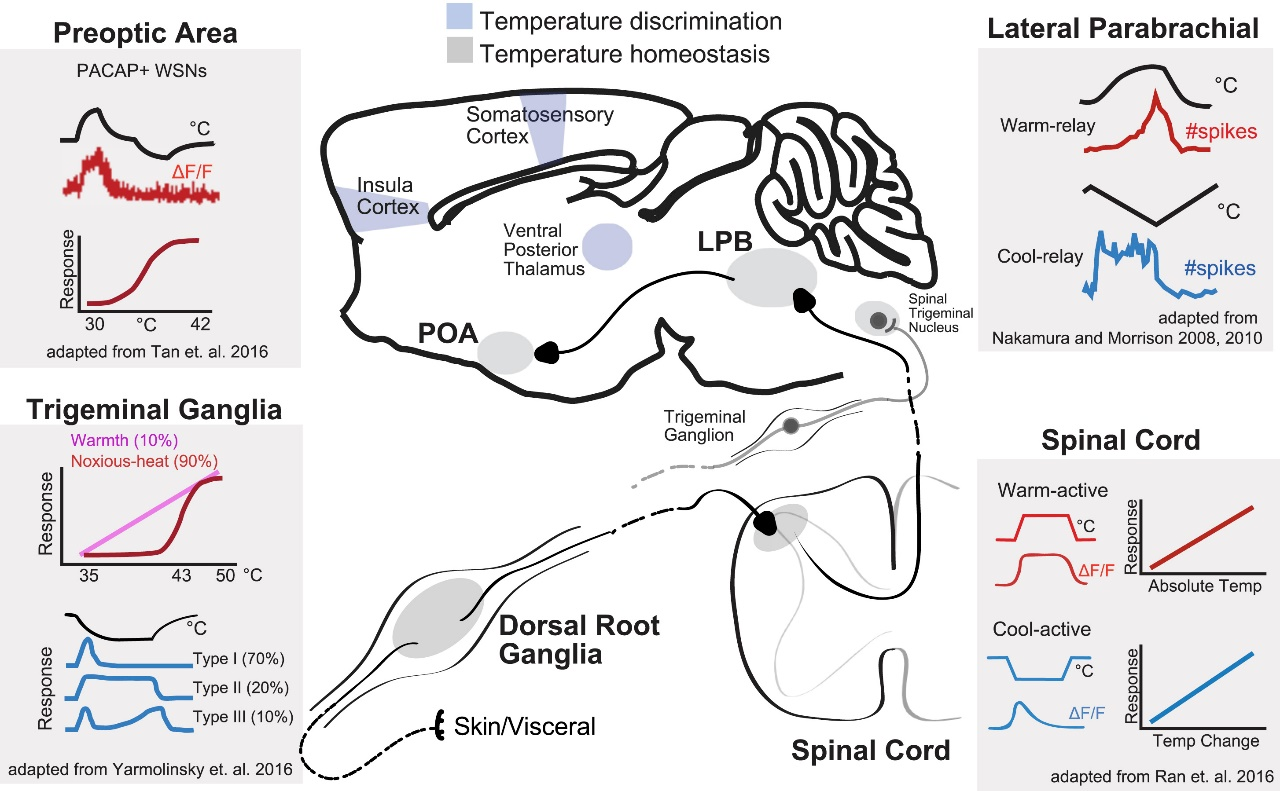 Preoptic Area
PACAP+ WSNs
°C
ΔF/F
Response
30 °C 42
adapted from Tan et. al. 2016
Trigeminal Ganglia
Warmth (10%)
Noxious-heat (90%)
Response
35 43 50 °C
°C
Response
Type I (70%)
Type II (20%)
Type III (10%)
adapted from Yarmolinsky et. al. 2016
Temperature discrimination
Temperature homeostasis
Somatosensory
Cortex
Insula
Cortex
Ventral
Posterior
Thalamus
LPB
POA
Spinal
Trigeminal
Nucleus
Trigeminal
Ganglion
Dorsal Root
Ganglia
Skin/Visceral
Spinal Cord
Lateral Parabrachial
°C
Warm-relay
#spikes
°C
Cool-relay
#spikes
adapted from
Nakamura and Morrison 2008, 2010
Spinal Cord
Warm-active
°C
ΔF/F
Response
Absolute Temp
Cool-active
°C
ΔF/F
Response
Temp Change
adapted from Ran et. al. 2016